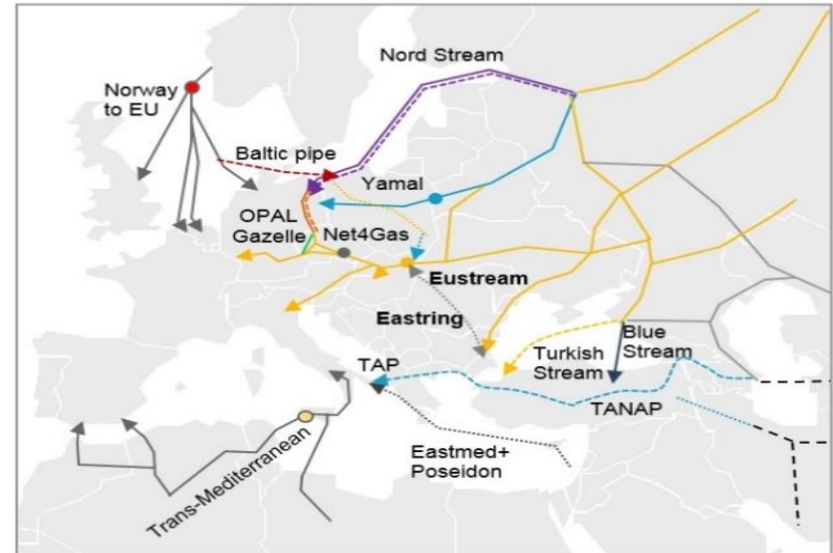 Nord Stream
Norway
to EU
Baltic pipe
Yamal
OPAL
Gazelle
Net4Gas
Eustream
Eastring
Blue
Stream
Turkish
Stream
TAP
TANAP
Eastmed+
Poseidon
Trans-Mediterranean